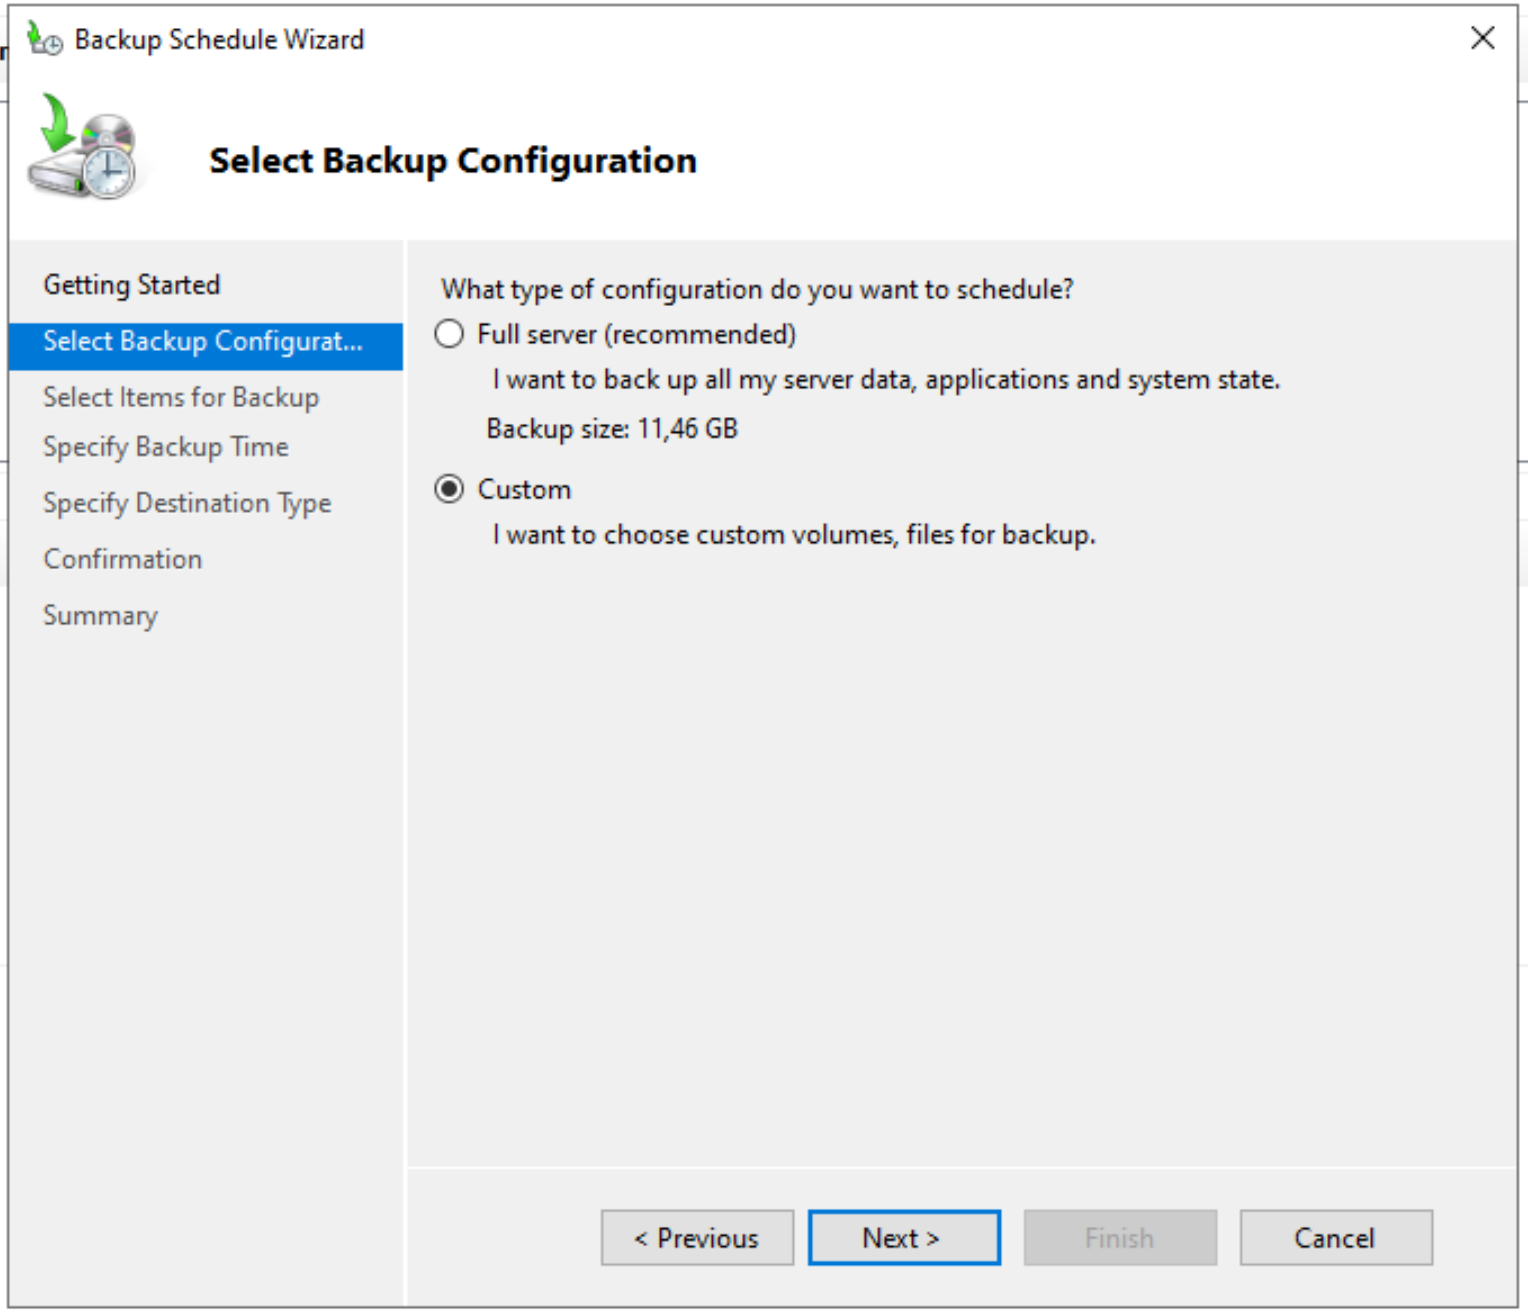 Backup Schedule Wizard
Select Backup Configuration
Getting Started
Select Backup Configurat...
Select Items for Backup
Specify Backup Time
Specify Destination Type
Confirmation
Summary
What type of configuration do you want to schedule?
Full server (recommended)
I want to back up all my server data, applications and system state.
Backup size: 11,46 GB
Custom
I want to choose custom volumes, files for backup.
< Previous
Next >
Finish
Cancel